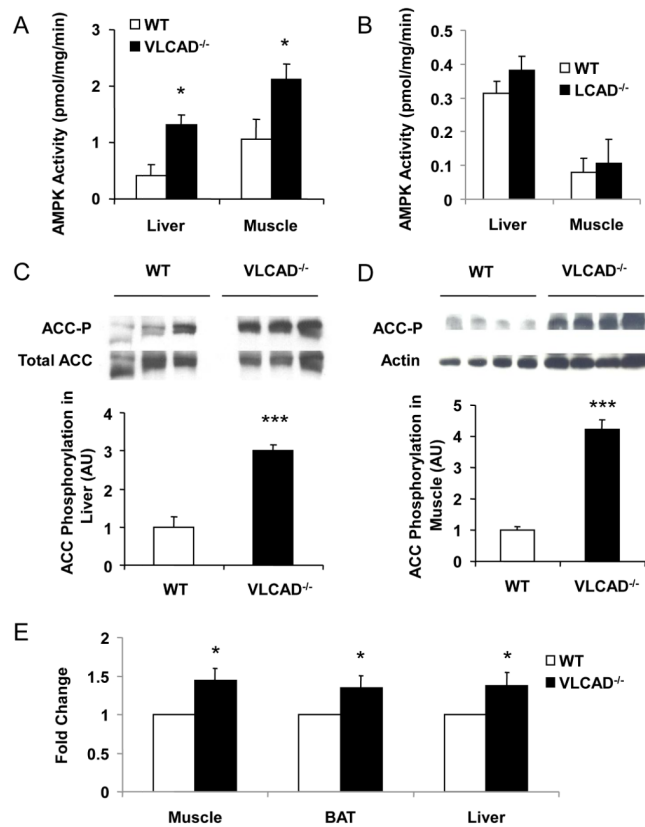 A
AMPK Activity (pmol/mg/min)
3
2
1
0
WT
VLCAD-/-
*
*
Liver
Muscle
B
AMPK Activity (pmol/mg/min)
0.4
0.3
0.2
0.1
0
WT
LCAD-/-
Liver
Muscle
C
WT
VLCAD-/-
ACC-P
Total ACC
ACC Phosphorylation in
Liver (AU)
4
3
2
1
0
***
WT
VLCAD-/-
D
WT
VLCAD-/-
ACC-P
Actin
ACC Phosphorylation in
Muscle (AU)
5
4
3
2
1
0
***
WT
VLCAD-/-
E
Fold Change
2
1.5
1
0.5
0
*
*
*
WT
VLCAD-/-
Muscle
BAT
Liver